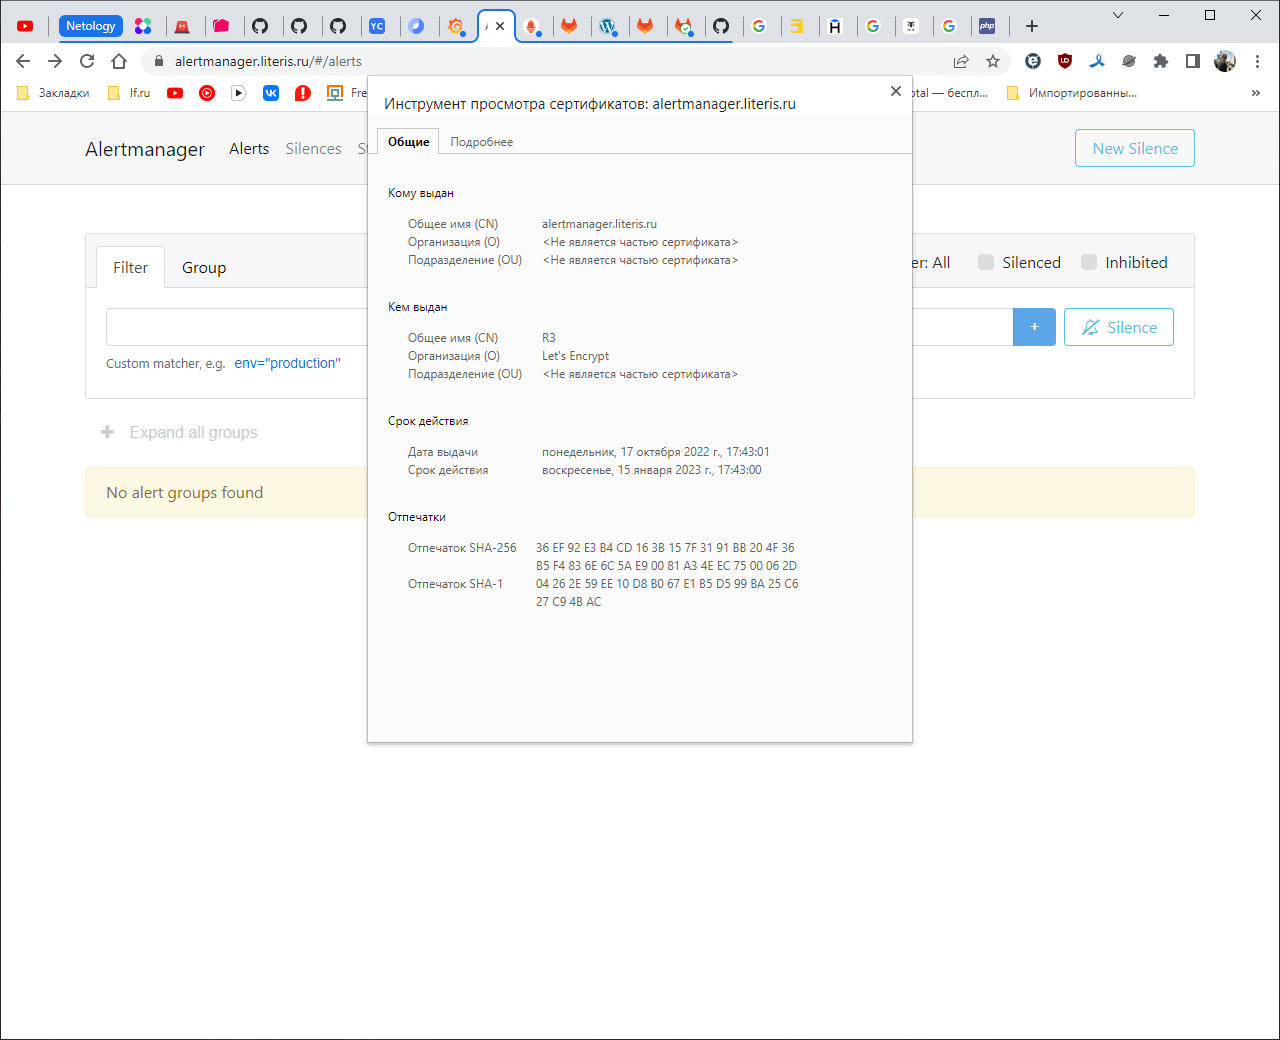 Netology
YC
php
alertmanager.literis.ru/#/alerts
Закладки
lf.ru
Fre
otal — беспл...
Импортированны...
Инструмент просмотра сертификатов: alertmanager.literis.ru
Общие
Подробнее
Alertmanager
Alerts
Silences
New Silence
Кому выдан
Общее имя (CN) alertmanager.literis.ru
Организация (O) <Не является частью сертификата>
Подразделение (OU) <Не является частью сертификата>
Filter
Group
er: All
Silenced
Inhibited
Кем выдан
Общее имя (CN) R3
Организация (O) Let's Encrypt
Подразделение (OU) <Не является частью сертификата>
+
Silence
Custom matcher, e.g. env="production"
Срок действия
Дата выдачи понедельник, 17 октября 2022 г., 17:43:01
Срок действия воскресенье, 15 января 2023 г., 17:43:00
+ Expand all groups
No alert groups found
Отпечатки
Отпечаток SHA-256 36 EF 92 E3 B4 CD 16 3B 15 7F 31 91 BB 20 4F 36
B5 F4 83 6E 6C 5A E9 00 81 A3 4E EC 75 00 06 2D
Отпечаток SHA-1 04 26 2E 59 EE 10 D8 B0 67 E1 B5 D5 99 BA 25 C6
27 C9 4B AC